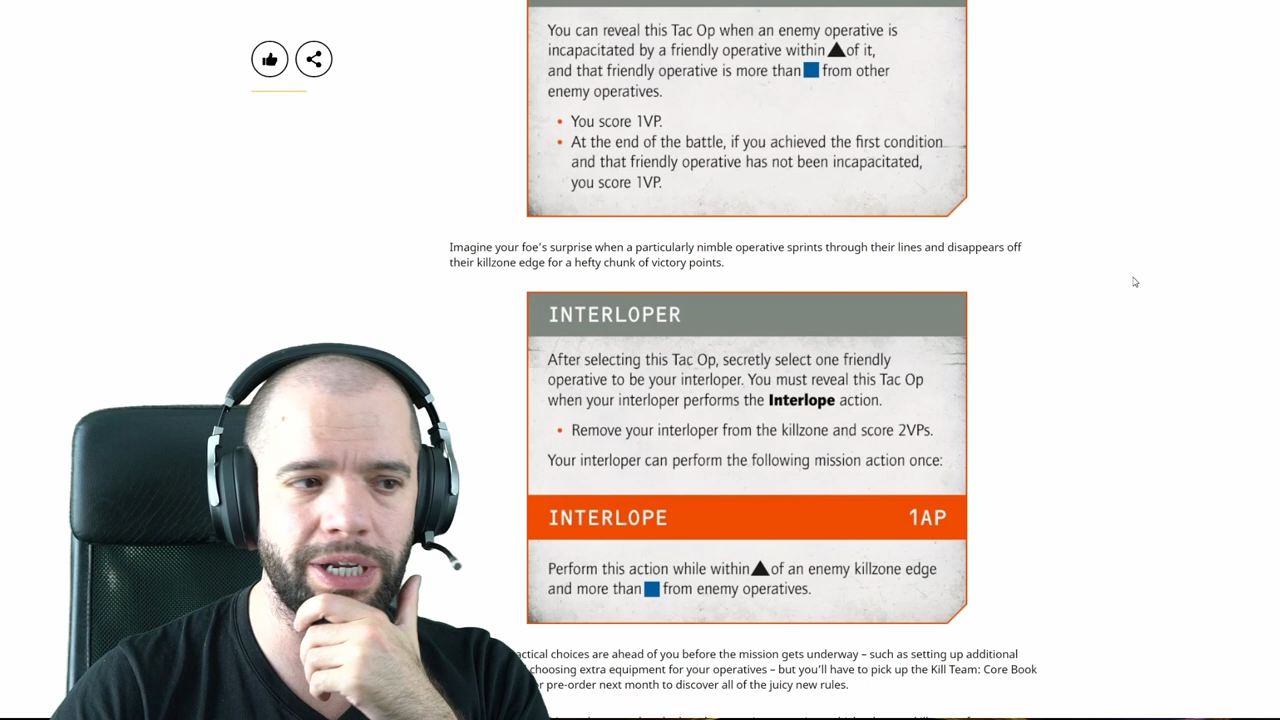 You can reveal this Tac Op when an enemy operative is
incapacitated by a friendly operative within of it,
and that friendly operative is more than from other
enemy operatives.
• You score 1VP.
• At the end of the battle, if you achieved the first condition
and that friendly operative has not been incapacitated,
you score 1VP.
Imagine your foe's surprise when a particularly nimble operative sprints through their lines and disappears off
their killzone edge for a hefty chunk of victory points.
INTERLOPER
After selecting this Tac Op, secretly select one friendly
operative to be your interloper. You must reveal this Tac Op
when your interloper performs the Interlope action.
• Remove your interloper from the killzone and score 2VPs.
Your interloper can perform the following mission action once:
INTERLOPE 1AP
Perform this action while within of an enemy killzone edge
and more than from enemy operatives.
choices are ahead of you before the mission gets underway – such as setting up additional
choosing extra equipment for your operatives – but you'll have to pick up the Kill Team: Core Book
pre-order next month to discover all of the juicy new rules.